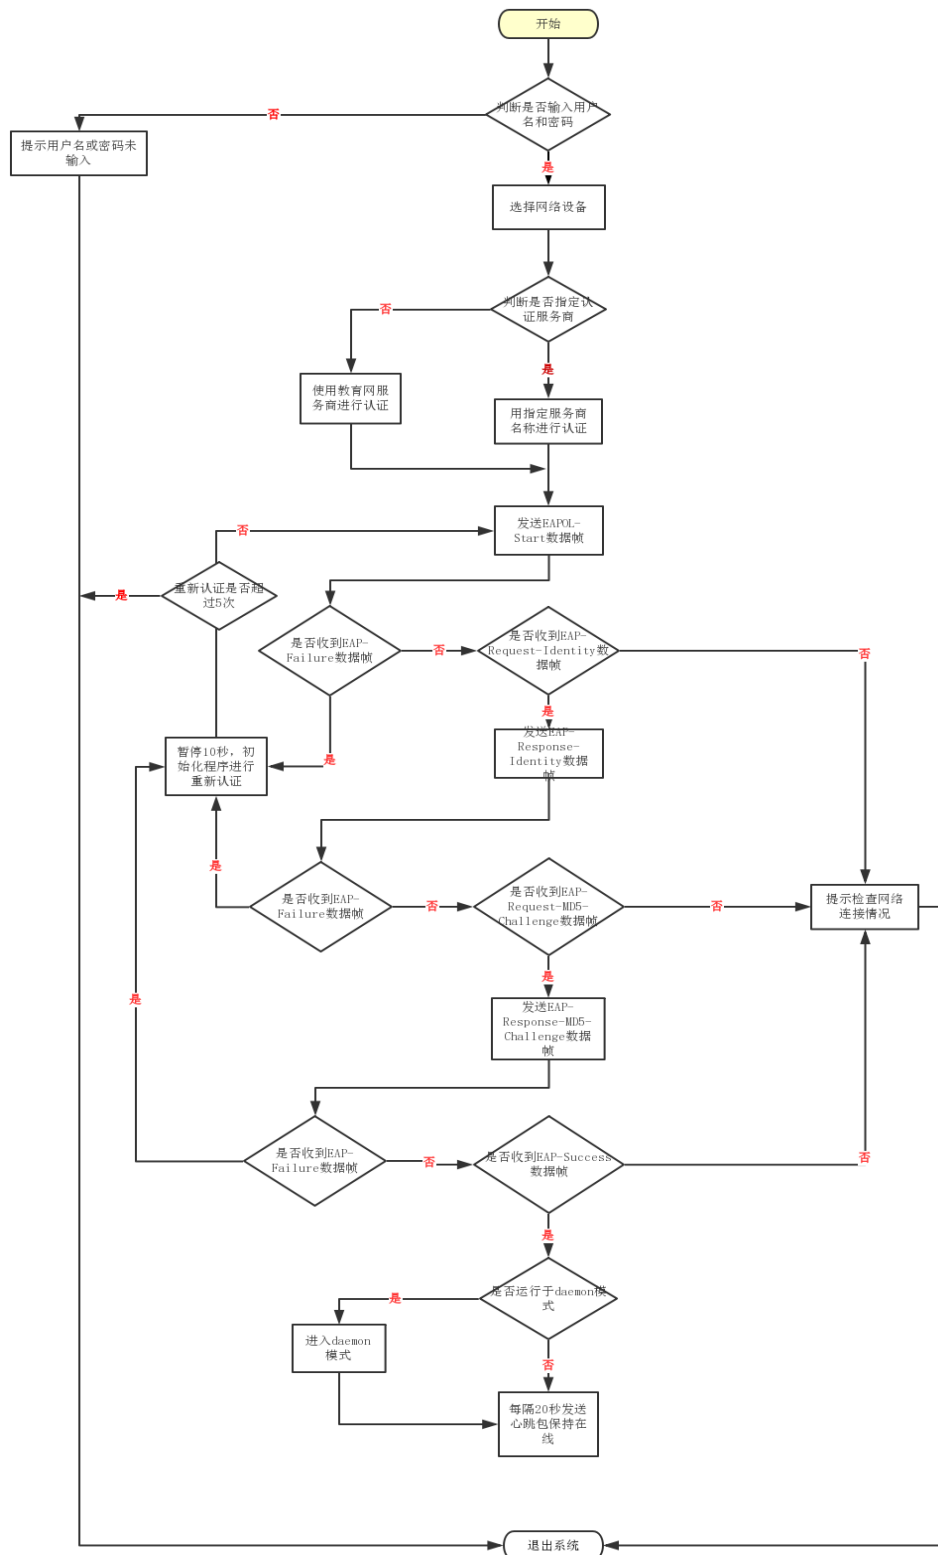 开始
判断是否输入用户
名和密码
否
提示用户名或密码未
输入
是
选择网络设备
判断是否指定认
证服务商
否
是
使用教育网服
务商进行认证
用指定服务商
名称进行认证
发送EAPOL-
Start数据帧
否
重新认证是否超
过5次
是
是否收到EAP-
Failure数据帧
否
是否收到EAP-
Request-Identity数
据帧
否
是
发送EAP-
Response-
Identity数据
帧
暂停10秒，初
始化程序进行
重新认证
是
是
是否收到EAP-
Failure数据帧
否
是否收到EAP-
Request-MD5-
Challenge数据帧
否
提示检查网络
连接情况
是
发送EAP-
Response-MD5-
Challenge数据
帧
是
是否收到EAP-
Failure数据帧
否
是否收到EAP-Success
数据帧
否
是
是否运行于daemon模
式
是
进入daemon
模式
否
每隔20秒发送
心跳包保持在
线
退出系统